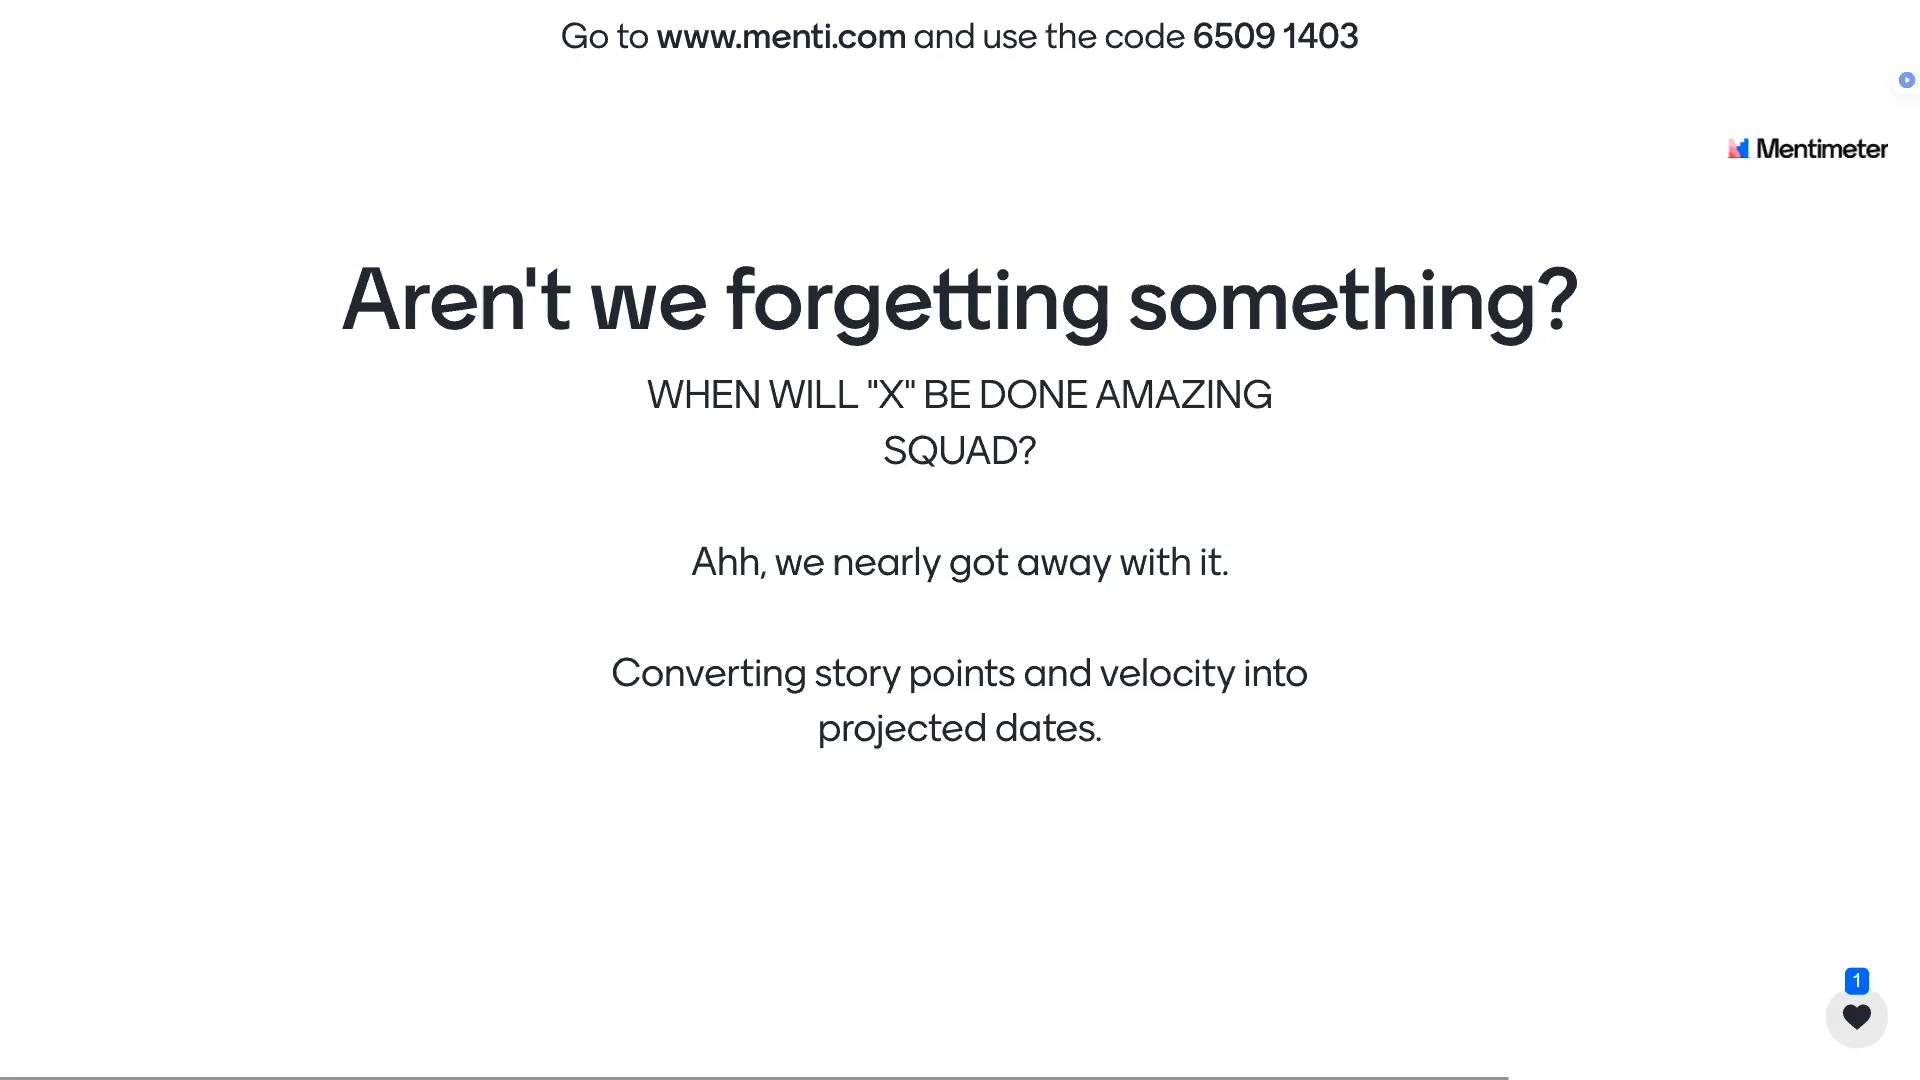 Go to www.menti.com and use the code 6509 1403
Mentimeter
Aren't we forgetting something?
WHEN WILL "X" BE DONE AMAZING
SQUAD?
Ahh, we nearly got away with it.
Converting story points and velocity into
projected dates.
1